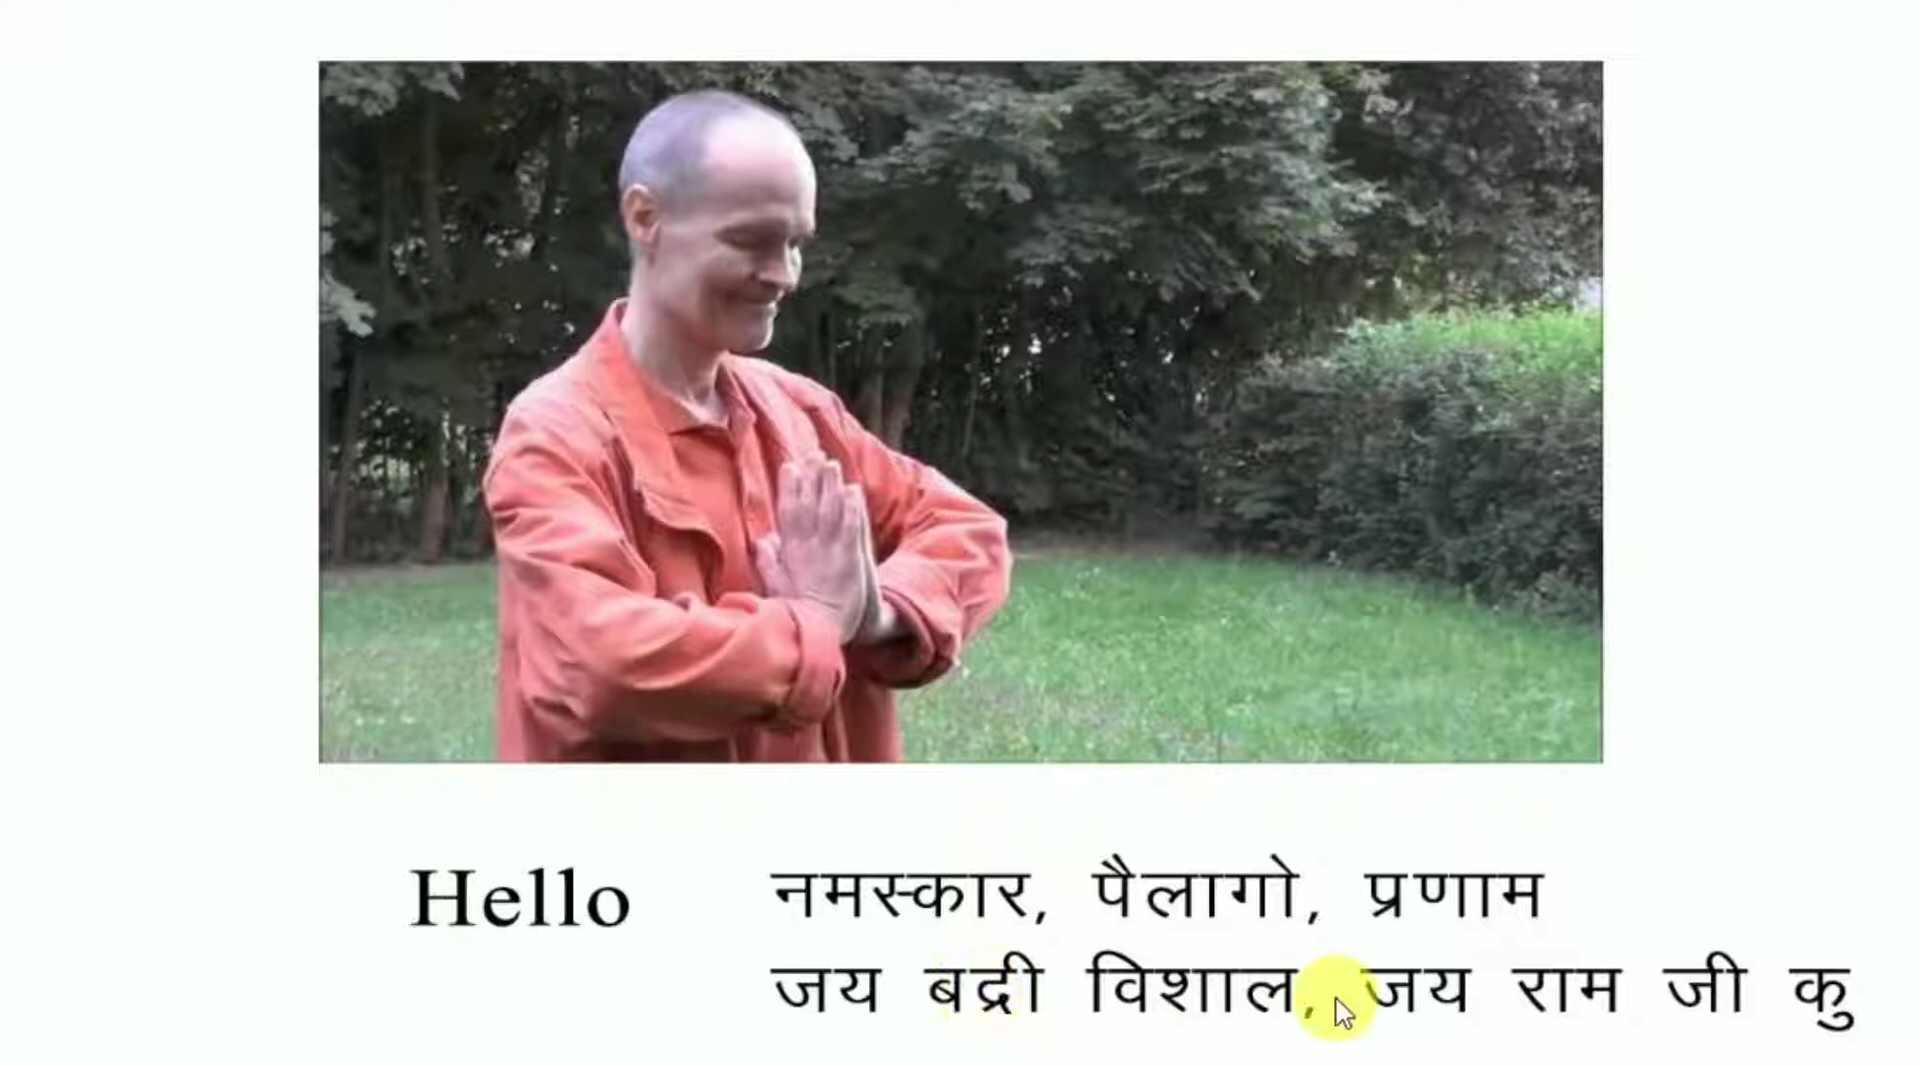 Hello नमस्कार, पैलागो, प्रणाम
जय बद्री विशाल, जय राम जी कु